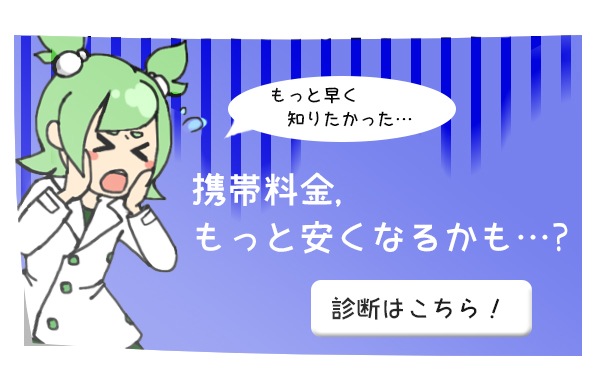 もっと早く
知りたかった…
携帯料金,
もっと安くなるかも…?
診断はこちら！